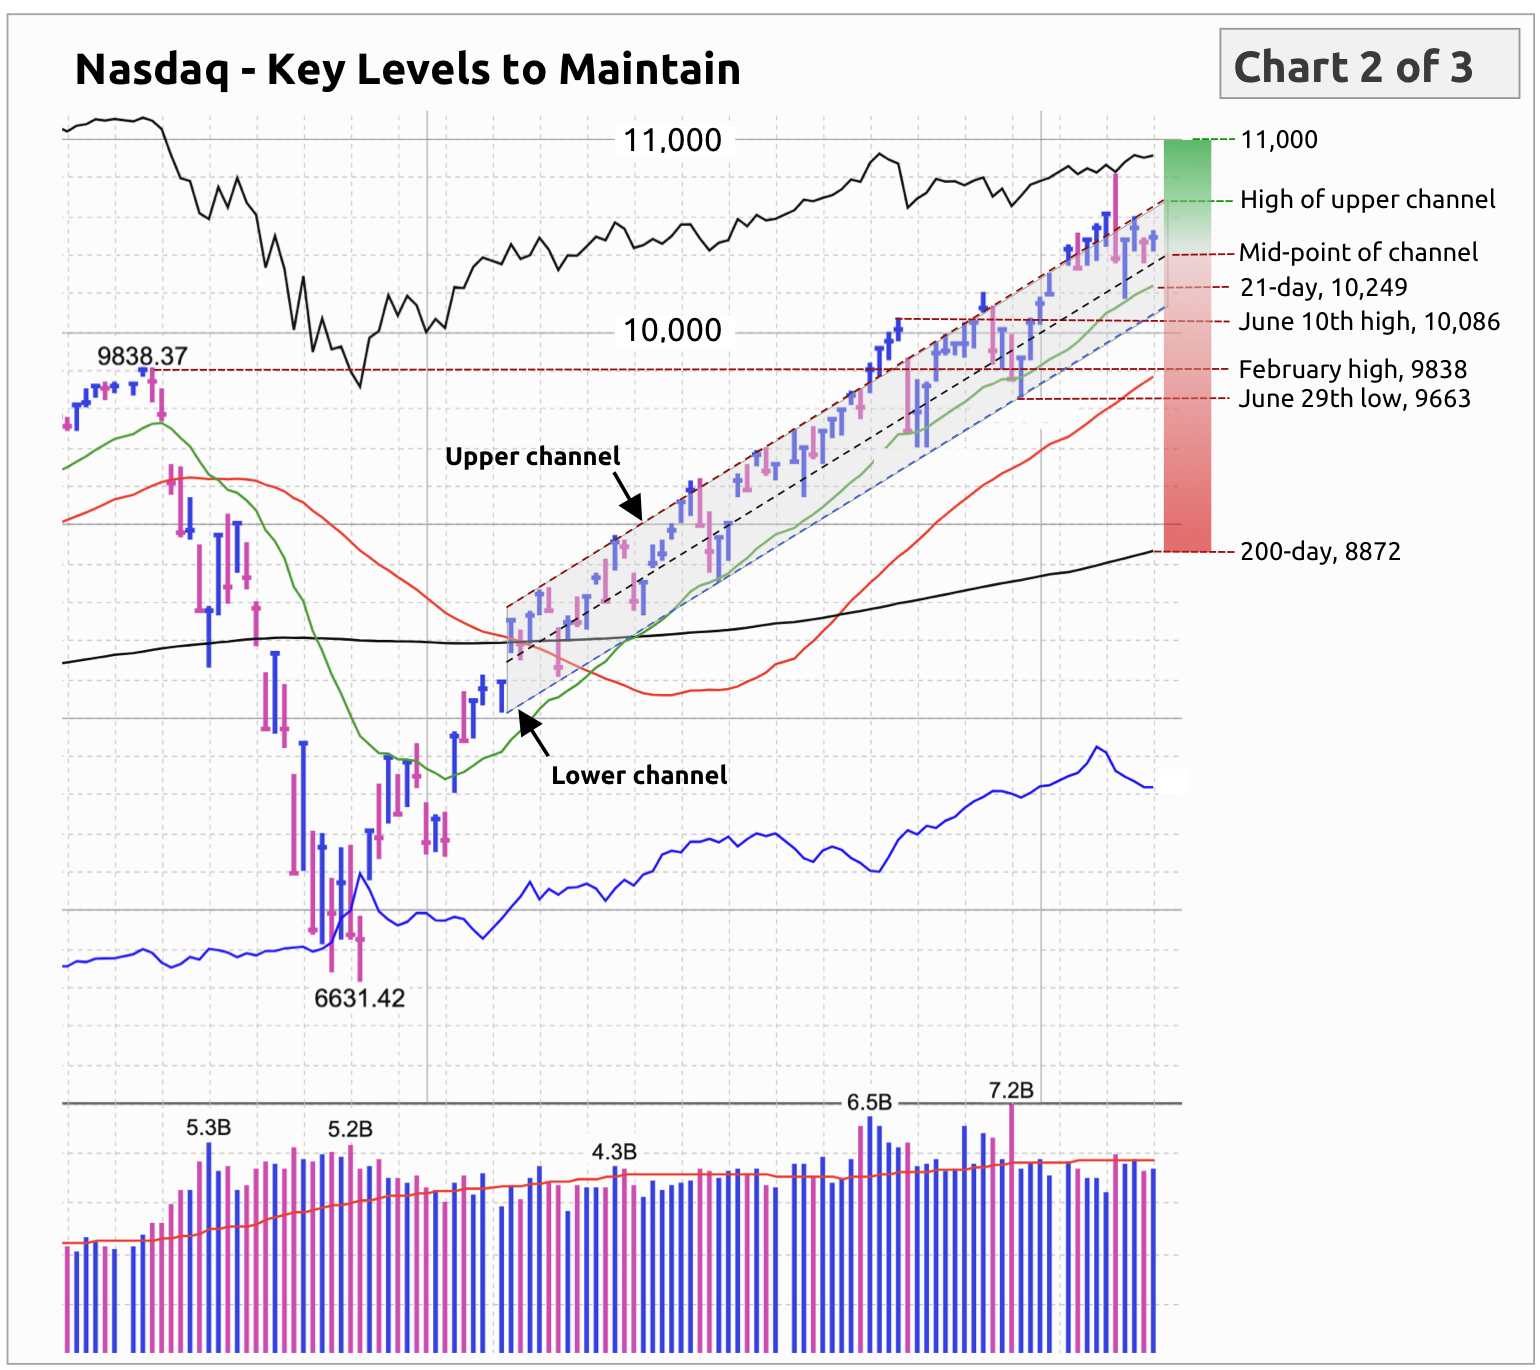 Nasdaq - Key Levels to Maintain
Chart 2 of 3
11,000
11,000
High of upper channel
Mid-point of channel
21-day, 10,249
June 10th high, 10,086
10,000
9838.37
February high, 9838
June 29th low, 9663
Upper channel
200-day, 8872
Lower channel
6631.42
7.2B
6.5B
5.3B
5.2B
4.3B